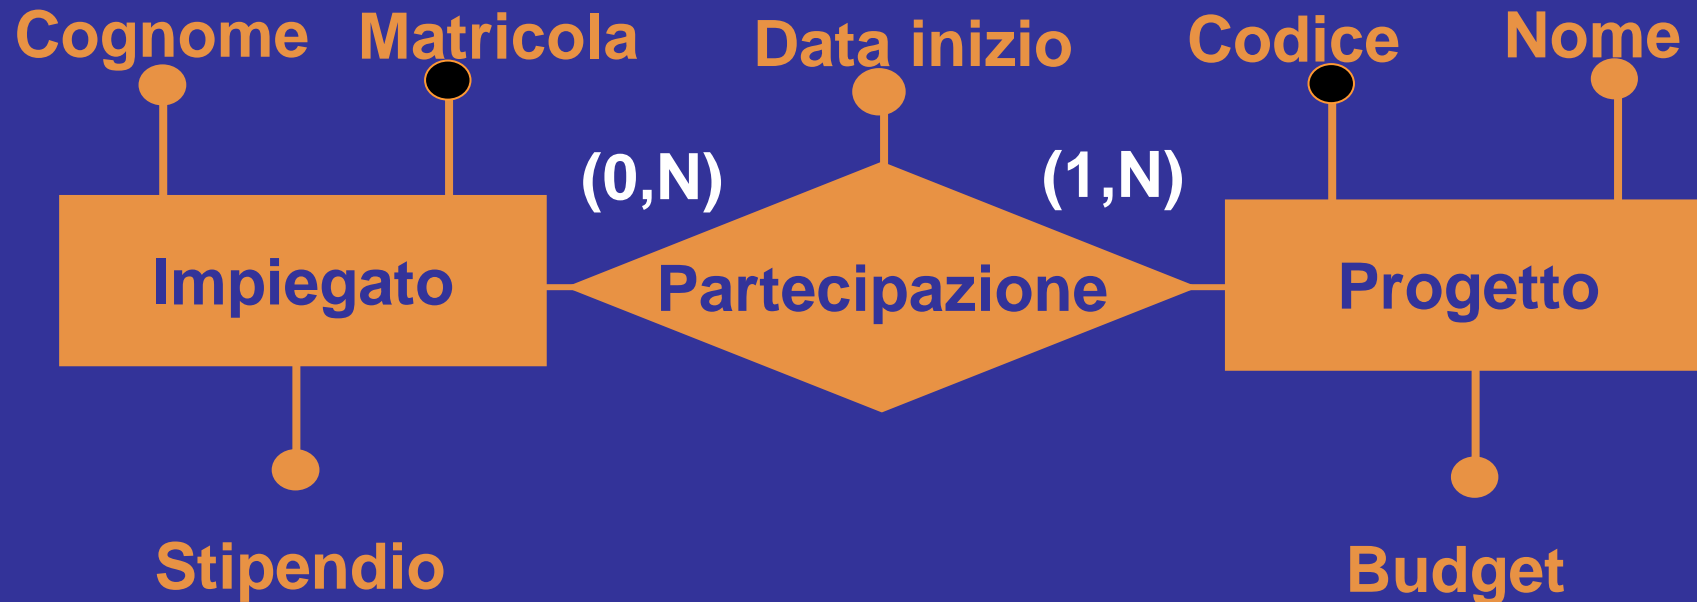 Cognome
Matricola
Data inizio
Codice
Nome
(0,N)
(1,N)
Impiegato
Partecipazione
Progetto
Stipendio
Budget